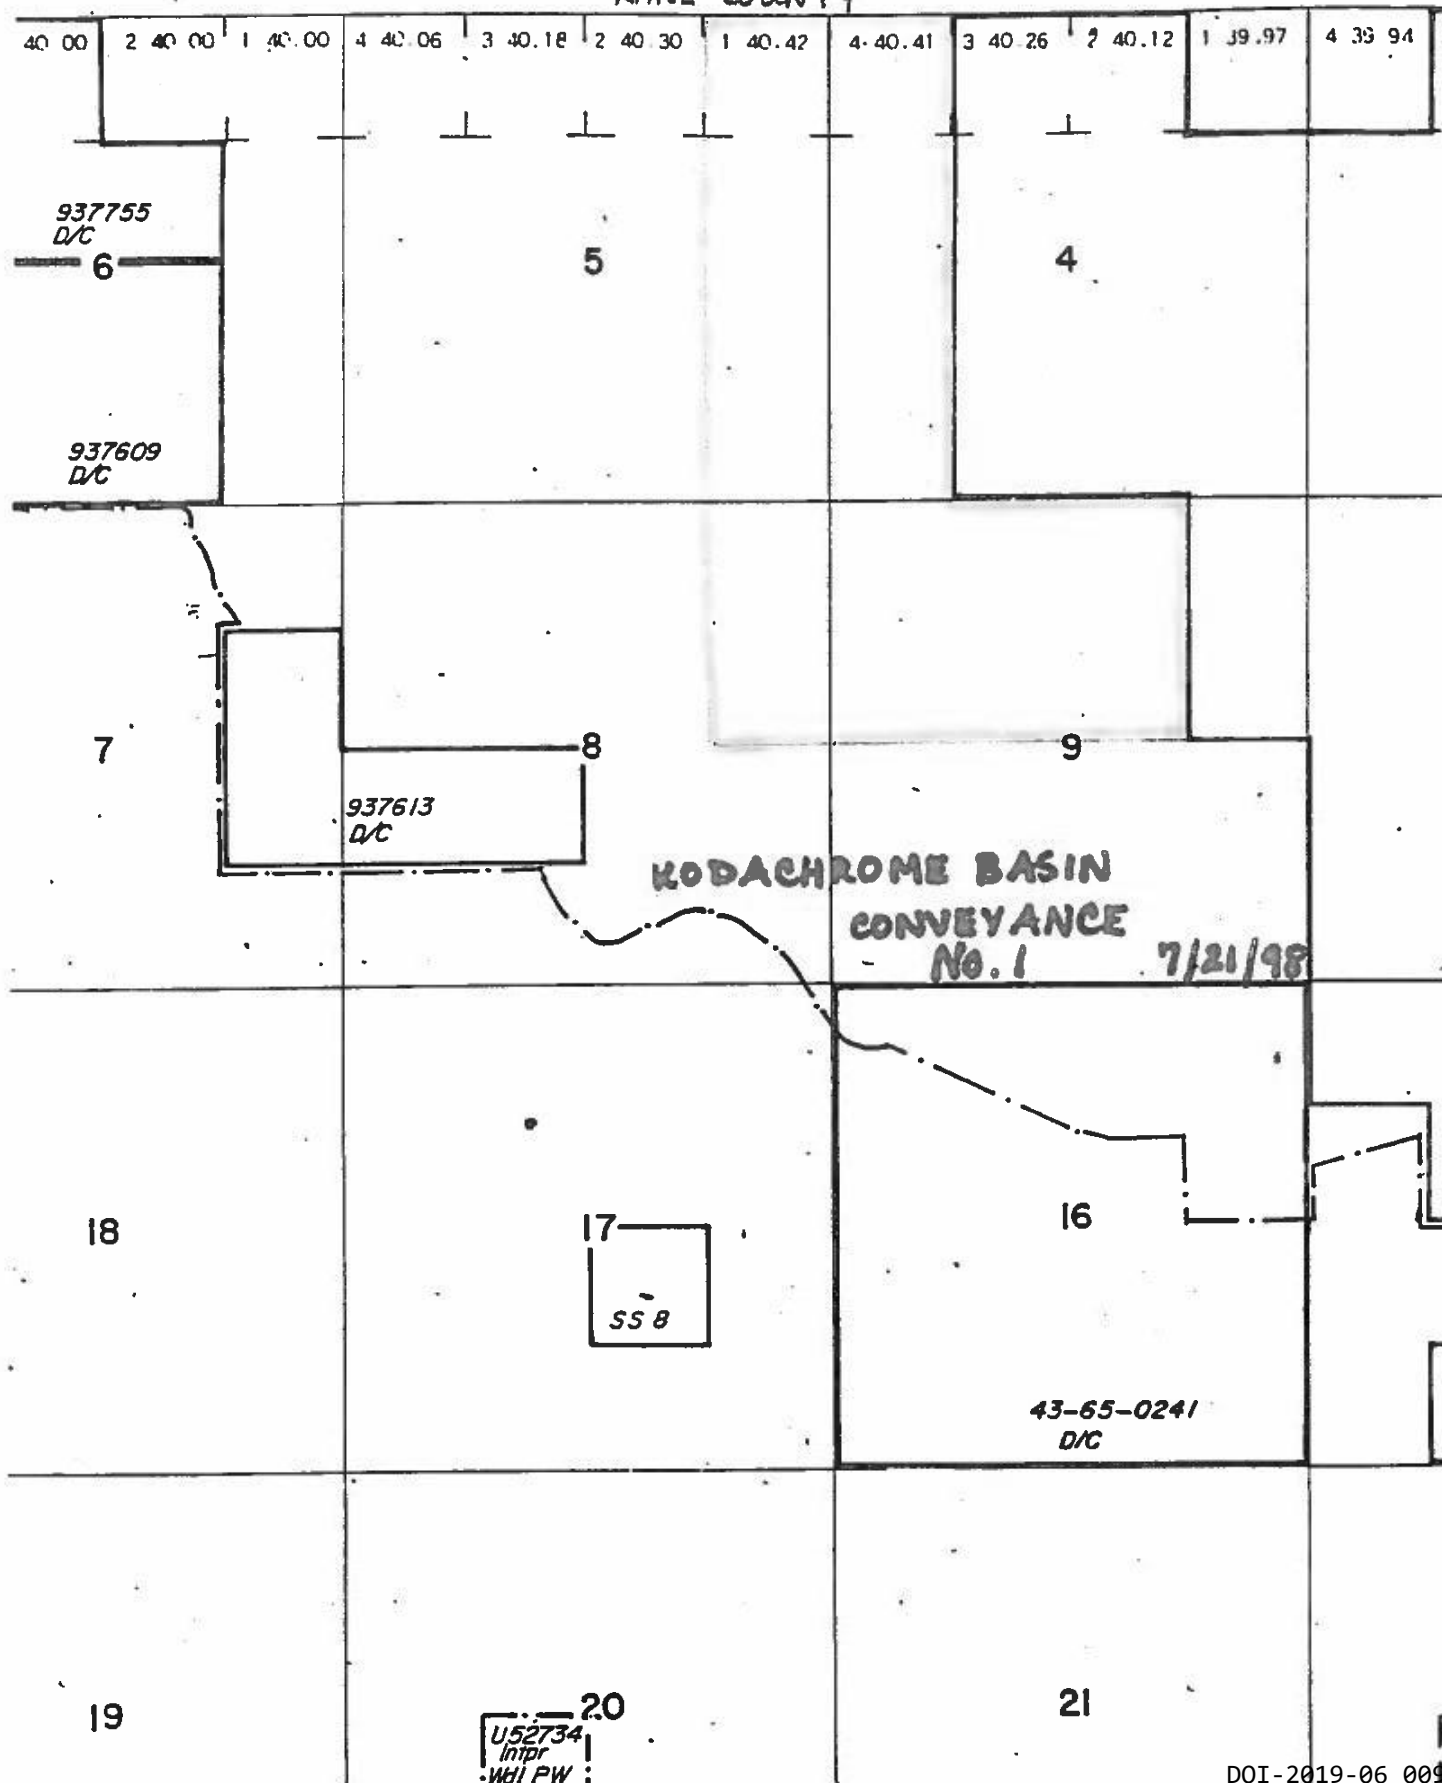 40 00 2 40 00 1 40.00 4 40.06 3 40.18 2 40.30 1 40.42 4 40.41 3 40 26 2 40.12 1 39.97 4 39 94
937755
D/C
6 5 4
937609
D/C
7 8 9
937613
D/C
KODACHROME BASIN
CONVEYANCE
No. 1 7/21/98
18 17 16
SS 8
43-65-0241
D/C
19 20 21
U52734
Intpr
Wdl PW
DOI-2019-06